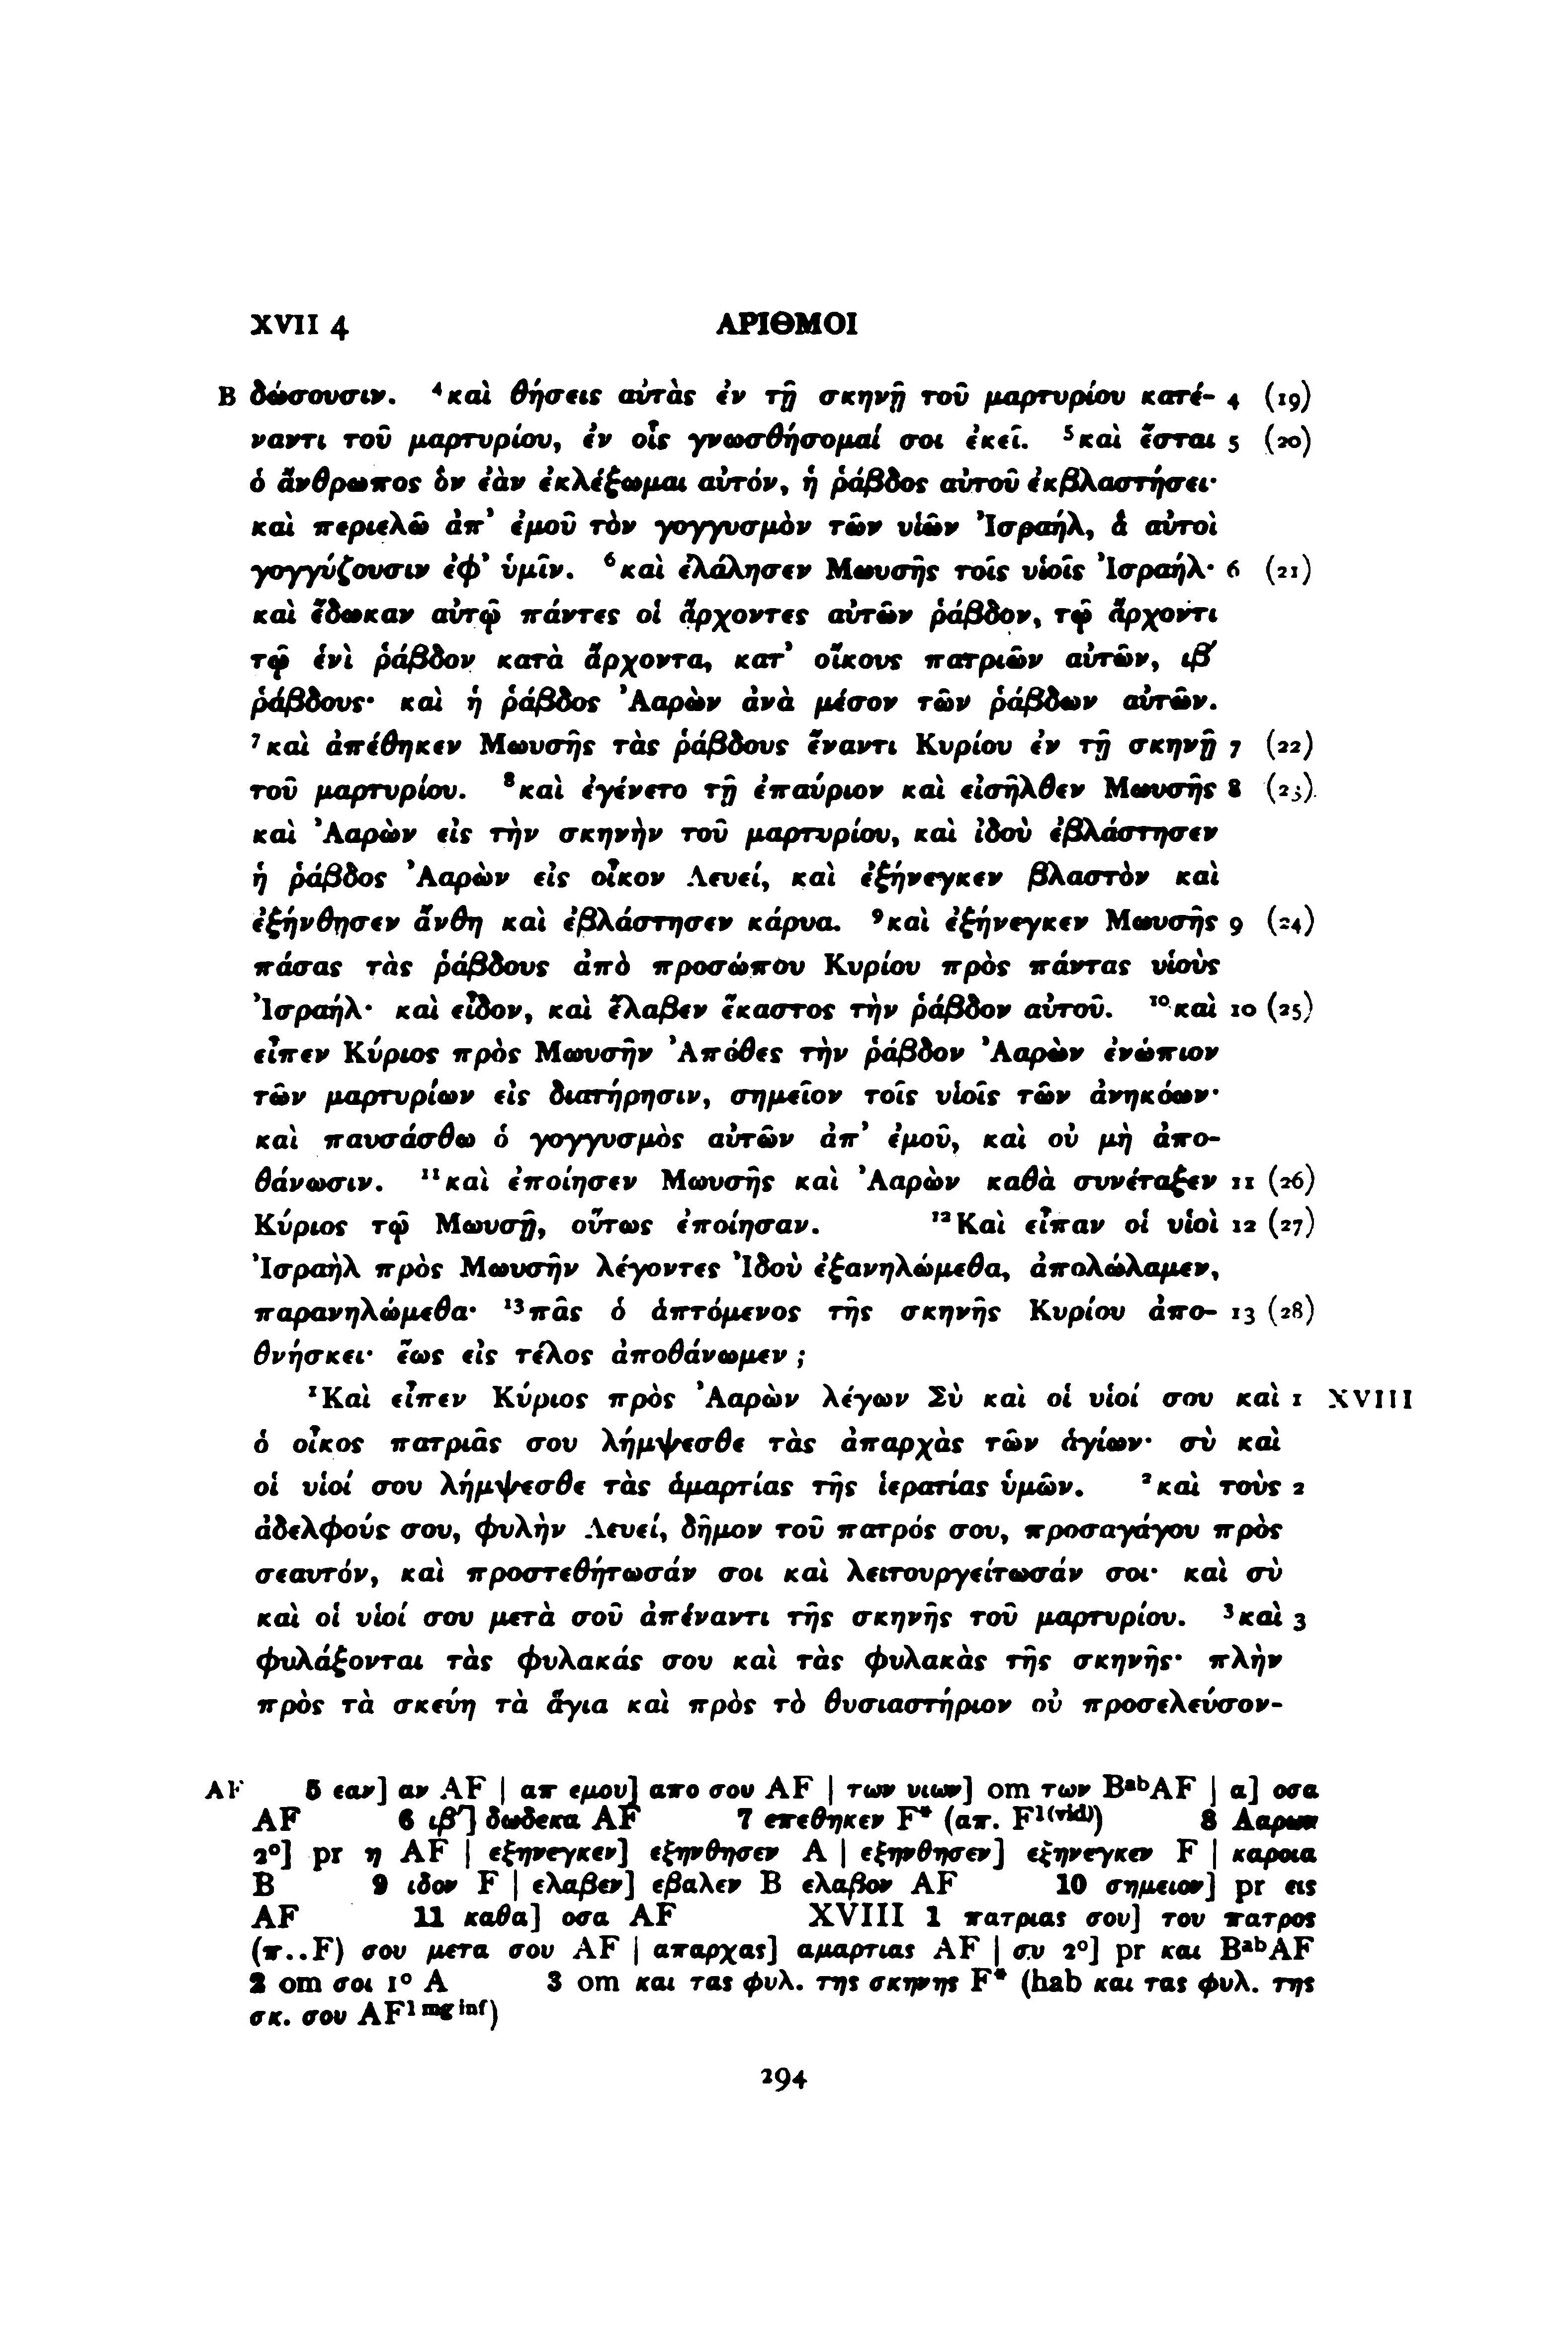 XVII 4 ΑΡΙΘΜΟΙ
B δώσουσιν. ⁴καὶ θήσεις αὐτὰς ἐν τῇ σκηνῇ τοῦ μαρτυρίου κατέ- 4 (19)
ναντι τοῦ μαρτυρίου, ἐν οἷς γνωσθήσομαί σοι ἐκεῖ. ⁵καὶ ἔσται 5 (20)
ὁ ἄνθρωπος ὃν ἐὰν ἐκλέξωμαι αὐτόν, ἡ ῥάβδος αὐτοῦ ἐκβλαστήσει·
καὶ περιελῶ ἀπ’ ἐμοῦ τὸν γογγυσμὸν τῶν υἱῶν Ἰσραήλ, ἃ αὐτοὶ
γογγύζουσιν ἐφ’ ὑμῖν. ⁶καὶ ἐλάλησεν Μωυσῆς τοῖς υἱοῖς Ἰσραήλ· 6 (21)
καὶ ἔδωκαν αὐτῷ πάντες οἱ ἄρχοντες αὐτῶν ῥάβδον, τῷ ἄρχοντι
τῷ ἑνὶ ῥάβδον κατὰ ἄρχοντα, κατ’ οἴκους πατριῶν αὐτῶν, ιβ´
ῥάβδους· καὶ ἡ ῥάβδος Ἀαρὼν ἀνὰ μέσον τῶν ῥάβδων αὐτῶν.
⁷καὶ ἀπέθηκεν Μωυσῆς τὰς ῥάβδους ἔναντι Κυρίου ἐν τῇ σκηνῇ 7 (22)
τοῦ μαρτυρίου. ⁸καὶ ἐγένετο τῇ ἐπαύριον καὶ εἰσῆλθεν Μωυσῆς 8 (23)
καὶ Ἀαρὼν εἰς τὴν σκηνὴν τοῦ μαρτυρίου, καὶ ἰδοὺ ἐβλάστησεν
ἡ ῥάβδος Ἀαρὼν εἰς οἶκον Λευεί, καὶ ἐξήνεγκεν βλαστὸν καὶ
ἐξήνθησεν ἄνθη καὶ ἐβλάστησεν κάρυα. ⁹καὶ ἐξήνεγκεν Μωυσῆς 9 (24)
πάσας τὰς ῥάβδους ἀπὸ προσώπου Κυρίου πρὸς πάντας υἱοὺς
Ἰσραήλ· καὶ εἶδον, καὶ ἔλαβεν ἕκαστος τὴν ῥάβδον αὐτοῦ. ¹⁰καὶ 10 (25)
εἶπεν Κύριος πρὸς Μωυσῆν Ἀπόθες τὴν ῥάβδον Ἀαρὼν ἐνώπιον
τῶν μαρτυρίων εἰς διατήρησιν, σημεῖον τοῖς υἱοῖς τῶν ἀνηκόων·
καὶ παυσάσθω ὁ γογγυσμὸς αὐτῶν ἀπ’ ἐμοῦ, καὶ οὐ μὴ ἀπο-
θάνωσιν. ¹¹καὶ ἐποίησεν Μωυσῆς καὶ Ἀαρὼν καθὰ συνέταξεν 11 (26)
Κύριος τῷ Μωυσῇ, οὕτως ἐποίησαν. ¹²Καὶ εἶπαν οἱ υἱοὶ 12 (27)
Ἰσραὴλ πρὸς Μωυσῆν λέγοντες Ἰδοὺ ἐξανηλώμεθα, ἀπολώλαμεν,
παρανηλώμεθα· ¹³πᾶς ὁ ἁπτόμενος τῆς σκηνῆς Κυρίου ἀπο- 13 (28)
θνήσκει· ἕως εἰς τέλος ἀποθάνωμεν ;
¹Καὶ εἶπεν Κύριος πρὸς Ἀαρὼν λέγων Σὺ καὶ οἱ υἱοί σου καὶ 1 XVIII
ὁ οἶκος πατριᾶς σου λήμψεσθε τὰς ἀπαρχὰς τῶν ἁγίων· σὺ καὶ
οἱ υἱοί σου λήμψεσθε τὰς ἁμαρτίας τῆς ἱερατίας ὑμῶν. ²καὶ τοὺς 2
ἀδελφούς σου, φυλὴν Λευεί, δῆμον τοῦ πατρός σου, προσαγάγου πρὸς
σεαυτόν, καὶ προστεθήτωσάν σοι καὶ λειτουργείτωσάν σοι· καὶ σὺ
καὶ οἱ υἱοί σου μετὰ σοῦ ἀπέναντι τῆς σκηνῆς τοῦ μαρτυρίου. ³καὶ 3
φυλάξονται τὰς φυλακάς σου καὶ τὰς φυλακὰς τῆς σκηνῆς· πλὴν
πρὸς τὰ σκεύη τὰ ἅγια καὶ πρὸς τὸ θυσιαστήριον οὐ προσελεύσον-
AF 5 εαν] αν AF | απ εμου] απο σου AF | των υιων] om των BᵃᵇAF | α] οσα
AF 6 ιβ´] δωδεκα AF 7 επεθηκεν F* (απ. F¹⁽ᵛⁱᵈ⁾) 8 Ααρων
2°] pr η AF | εξηνεγκεν] εξηνθησεν A | εξηνθησεν] εξηνεγκεν F | καροια
B 9 ιδον F | ελαβεν] εβαλεν B ελαβον AF 10 σημειον] pr εις
AF 11 καθα] οσα AF XVIII 1 πατριας σου] του πατρος
(π..F) σου μετα σου AF | απαρχας] αμαρτιας AF | συ 2°] pr και BᵃᵇAF
2 om σοι 1° A 3 om και τας φυλ. της σκηνης F* (hab και τας φυλ. της
σκ. σου AF¹ ᵐᵍ ⁱⁿᶠ)
294